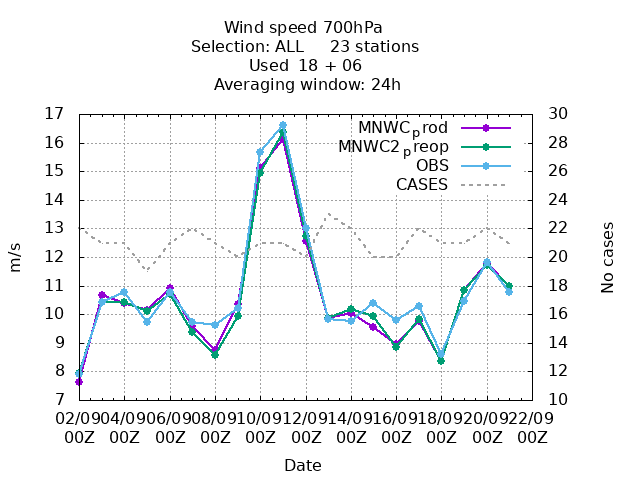 Wind speed 700hPa
Selection: ALL 23 stations
Used 18 + 06
Averaging window: 24h
17 30
MNWCprod
16 28
MNWC2preop
15 26
OBS
14 24
CASES
13 22
12 20
11 18
10 16
9 14
8 12
7 10
m/s
No cases
02/09 04/09 06/09 08/09 10/09 12/09 14/09 16/09 18/09 20/09 22/09
00Z 00Z 00Z 00Z 00Z 00Z 00Z 00Z 00Z 00Z 00Z
Date